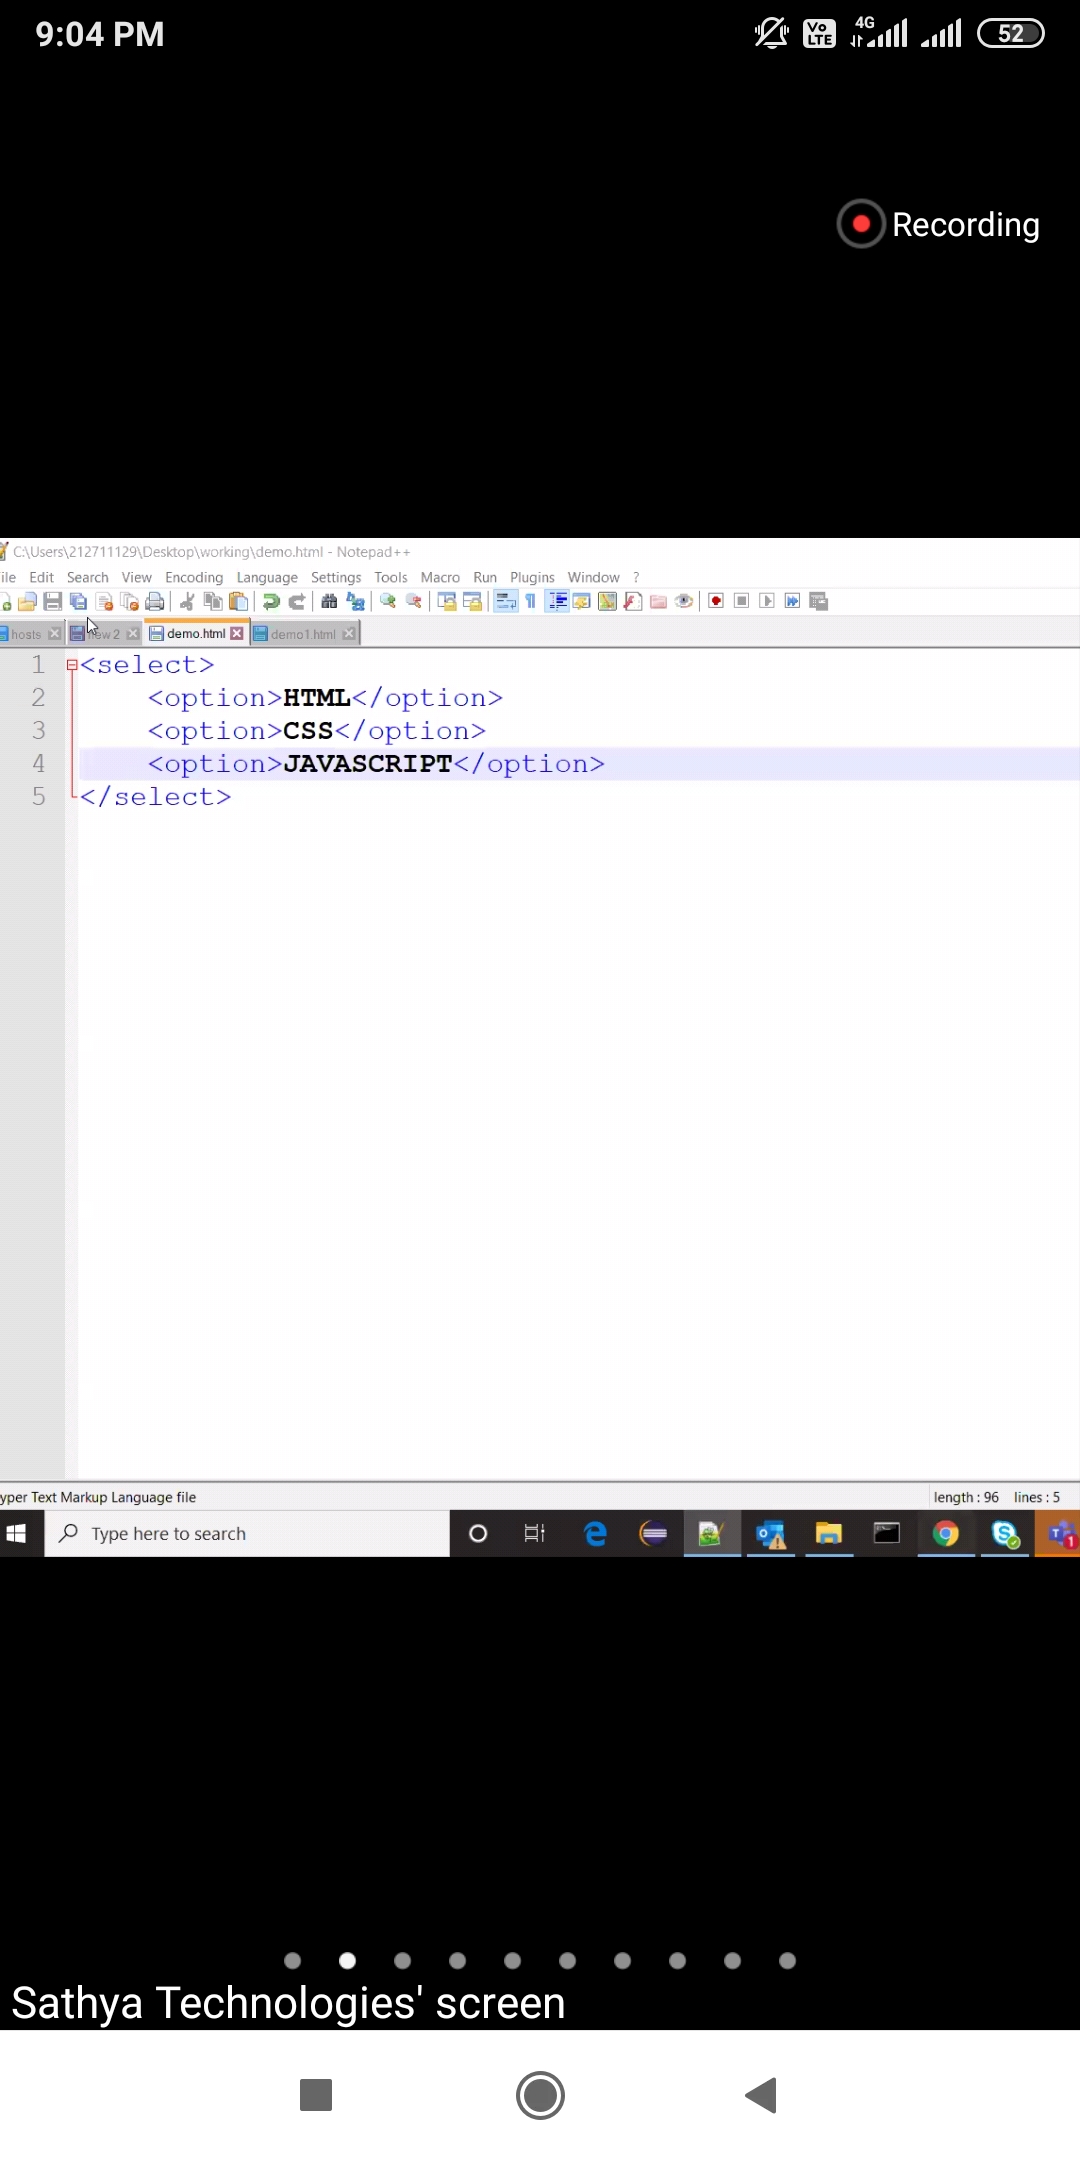 9:04 PM
Vo LTE 4G 52
Recording
C:\Users\212711129\Desktop\working\demo.html - Notepad++
ile Edit Search View Encoding Language Settings Tools Macro Run Plugins Window ?
hosts new 2 demo.html demo1.html
1 <select>
2 <option>HTML</option>
3 <option>CSS</option>
4 <option>JAVASCRIPT</option>
5 </select>
yper Text Markup Language file length : 96 lines : 5
Type here to search
1
Sathya Technologies' screen